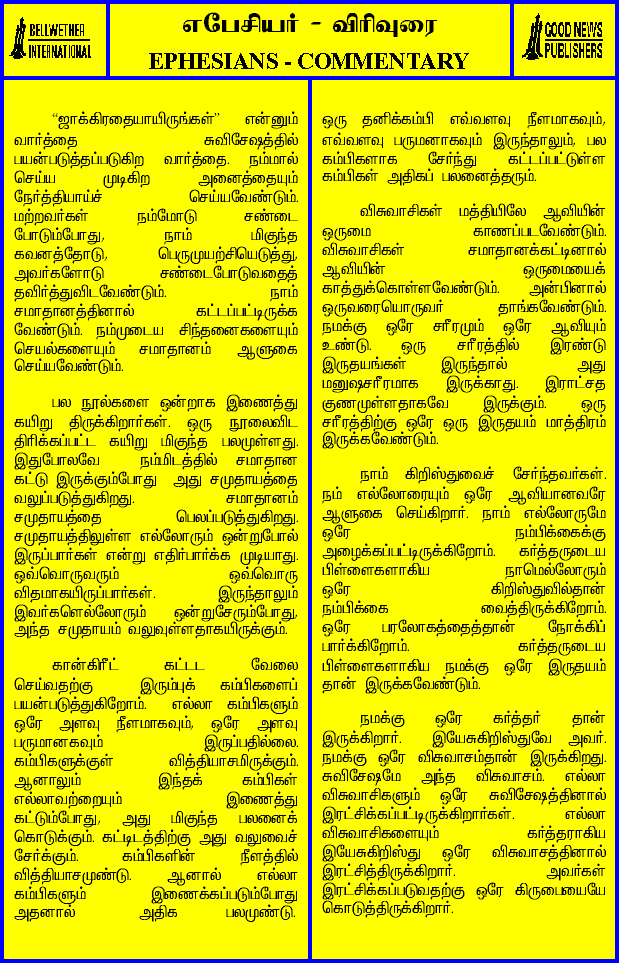 BELLWETHER
INTERNATIONAL
எபேசியர் - விரிவுரை
EPHESIANS - COMMENTARY
GOOD NEWS
PUBLISHERS
“ஜாக்கிரதையாயிருங்கள்” என்னும்
வார்த்தை சுவிசேஷத்தில்
பயன்படுத்தப்படுகிற வார்த்தை. நம்மால்
செய்ய முடிகிற அனைத்தையும்
நேர்த்தியாய்ச் செய்யவேண்டும்.
மற்றவர்கள் நம்மோடு சண்டை
போடும்போது, நாம் மிகுந்த
கவனத்தோடு, பெருமுயற்சியெடுத்து,
அவர்களோடு சண்டைபோடுவதைத்
தவிர்த்துவிடவேண்டும். நாம்
சமாதானத்தினால் கட்டப்பட்டிருக்க
வேண்டும். நம்முடைய சிந்தனைகளையும்
செயல்களையும் சமாதானம் ஆளுகை
செய்யவேண்டும்.
பல நூல்களை ஒன்றாக இணைத்து
கயிறு திருக்கிறார்கள். ஒரு நூலைவிட
திரிக்கப்பட்ட கயிறு மிகுந்த பலமுள்ளது.
இதுபோலவே நம்மிடத்தில் சமாதான
கட்டு இருக்கும்போது அது சமுதாயத்தை
வலுப்படுத்துகிறது. சமாதானம்
சமுதாயத்தை பெலப்படுத்துகிறது.
சமுதாயத்திலுள்ள எல்லோரும் ஒன்றுபோல்
இருப்பார்கள் என்று எதிர்பார்க்க முடியாது.
ஒவ்வொருவரும் ஒவ்வொரு
விதமாகயிருப்பார்கள். இருந்தாலும்
இவர்களெல்லோரும் ஒன்றுசேரும்போது,
அந்த சமுதாயம் வலுவுள்ளதாகயிருக்கும்.
கான்கிரீட் கட்டட வேலை
செய்வதற்கு இரும்புக் கம்பிகளைப்
பயன்படுத்துகிறோம். எல்லா கம்பிகளும்
ஒரே அளவு நீளமாகவும், ஒரே அளவு
பருமனாகவும் இருப்பதில்லை.
கம்பிகளுக்குள் வித்தியாசமிருக்கும்.
ஆனாலும் இந்தக் கம்பிகள்
எல்லாவற்றையும் இணைத்து
கட்டும்போது, அது மிகுந்த பலனைக்
கொடுக்கும். கட்டிடத்திற்கு அது வலுவைச்
சேர்க்கும். கம்பிகளின் நீளத்தில்
வித்தியாசமுண்டு. ஆனால் எல்லா
கம்பிகளும் இணைக்கப்படும்போது
அதனால் அதிக பலமுண்டு.
ஒரு தனிக்கம்பி எவ்வளவு நீளமாகவும்,
எவ்வளவு பருமனாகவும் இருந்தாலும், பல
கம்பிகளாக சேர்ந்து கட்டப்பட்டுள்ள
கம்பிகள் அதிகப் பலனைத்தரும்.
விசுவாசிகள் மத்தியிலே ஆவியின்
ஒருமை காணப்படவேண்டும்.
விசுவாசிகள் சமாதானக்கட்டினால்
ஆவியின் ஒருமையைக்
காத்துக்கொள்ளவேண்டும். அன்பினால்
ஒருவரையொருவர் தாங்கவேண்டும்.
நமக்கு ஒரே சரீரமும் ஒரே ஆவியும்
உண்டு. ஒரு சரீரத்தில் இரண்டு
இருதயங்கள் இருந்தால் அது
மனுஷசரீரமாக இருக்காது. இராட்சத
குணமுள்ளதாகவே இருக்கும். ஒரு
சரீரத்திற்கு ஒரே ஒரு இருதயம் மாத்திரம்
இருக்கவேண்டும்.
நாம் கிறிஸ்துவைச் சேர்ந்தவர்கள்.
நம் எல்லோரையும் ஒரே ஆவியானவரே
ஆளுகை செய்கிறார். நாம் எல்லோருமே
ஒரே நம்பிக்கைக்கு
அழைக்கப்பட்டிருக்கிறோம். கர்த்தருடைய
பிள்ளைகளாகிய நாமெல்லோரும்
ஒரே கிறிஸ்துவில்தான்
நம்பிக்கை வைத்திருக்கிறோம்.
ஒரே பரலோகத்தைத்தான் நோக்கிப்
பார்க்கிறோம். கர்த்தருடைய
பிள்ளைகளாகிய நமக்கு ஒரே இருதயம்
தான் இருக்கவேண்டும்.
நமக்கு ஒரே கர்த்தர் தான்
இருக்கிறார். இயேசுகிறிஸ்துவே அவர்.
நமக்கு ஒரே விசுவாசம்தான் இருக்கிறது.
சுவிசேஷமே அந்த விசுவாசம். எல்லா
விசுவாசிகளும் ஒரே சுவிசேஷத்தினால்
இரட்சிக்கப்பட்டிருக்கிறார்கள். எல்லா
விசுவாசிகளையும் கர்த்தராகிய
இயேசுகிறிஸ்து ஒரே விசுவாசத்தினால்
இரட்சித்திருக்கிறார். அவர்கள்
இரட்சிக்கப்படுவதற்கு ஒரே கிருபையையே
கொடுத்திருக்கிறார்.